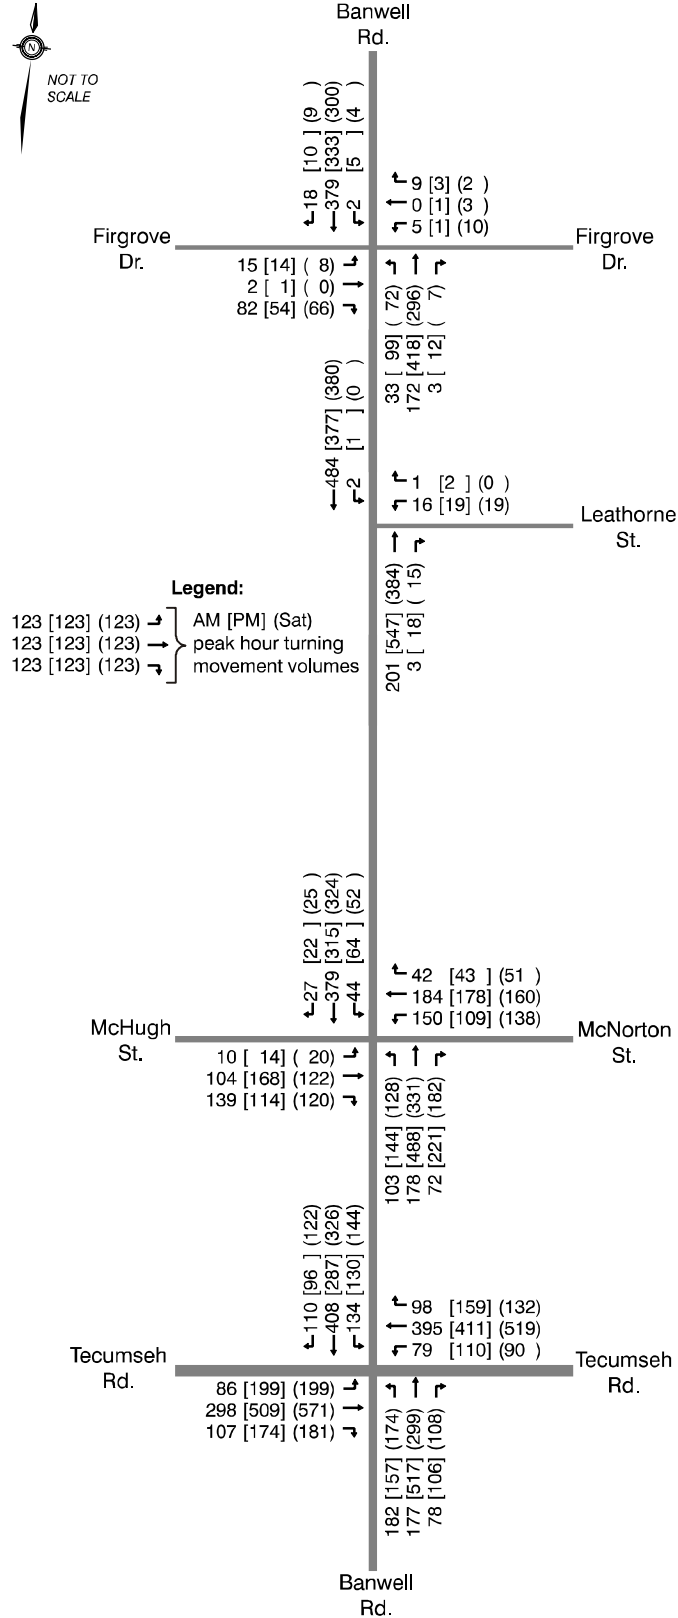 Banwell
Rd.
N
NOT TO
SCALE
18 [10 ] (9 )
379 [333] (300)
2 [5 ] (4 )
9 [3] (2 )
0 [1] (3 )
5 [1] (10)
Firgrove
Dr.
Firgrove
Dr.
15 [14] ( 8)
2 [ 1] ( 0)
82 [54] (66)
33 [ 99] ( 72)
172 [418] (296)
3 [ 12] ( 7)
484 [377] (380)
2 [1 ] (0 )
1 [2 ] (0 )
16 [19] (19)
Leathorne
St.
201 [547] (384)
3 [ 18] ( 15)
Legend:
123 [123] (123)
123 [123] (123)
123 [123] (123)
AM [PM] (Sat)
peak hour turning
movement volumes
27 [22 ] (25 )
379 [315] (324)
44 [64 ] (52 )
42 [43 ] (51 )
184 [178] (160)
150 [109] (138)
McHugh
St.
McNorton
St.
10 [ 14] ( 20)
104 [168] (122)
139 [114] (120)
103 [144] (128)
178 [488] (331)
72 [221] (182)
110 [96 ] (122)
408 [287] (326)
134 [130] (144)
98 [159] (132)
395 [411] (519)
79 [110] (90 )
Tecumseh
Rd.
Tecumseh
Rd.
86 [199] (199)
298 [509] (571)
107 [174] (181)
182 [157] (174)
177 [517] (299)
78 [106] (108)
Banwell
Rd.